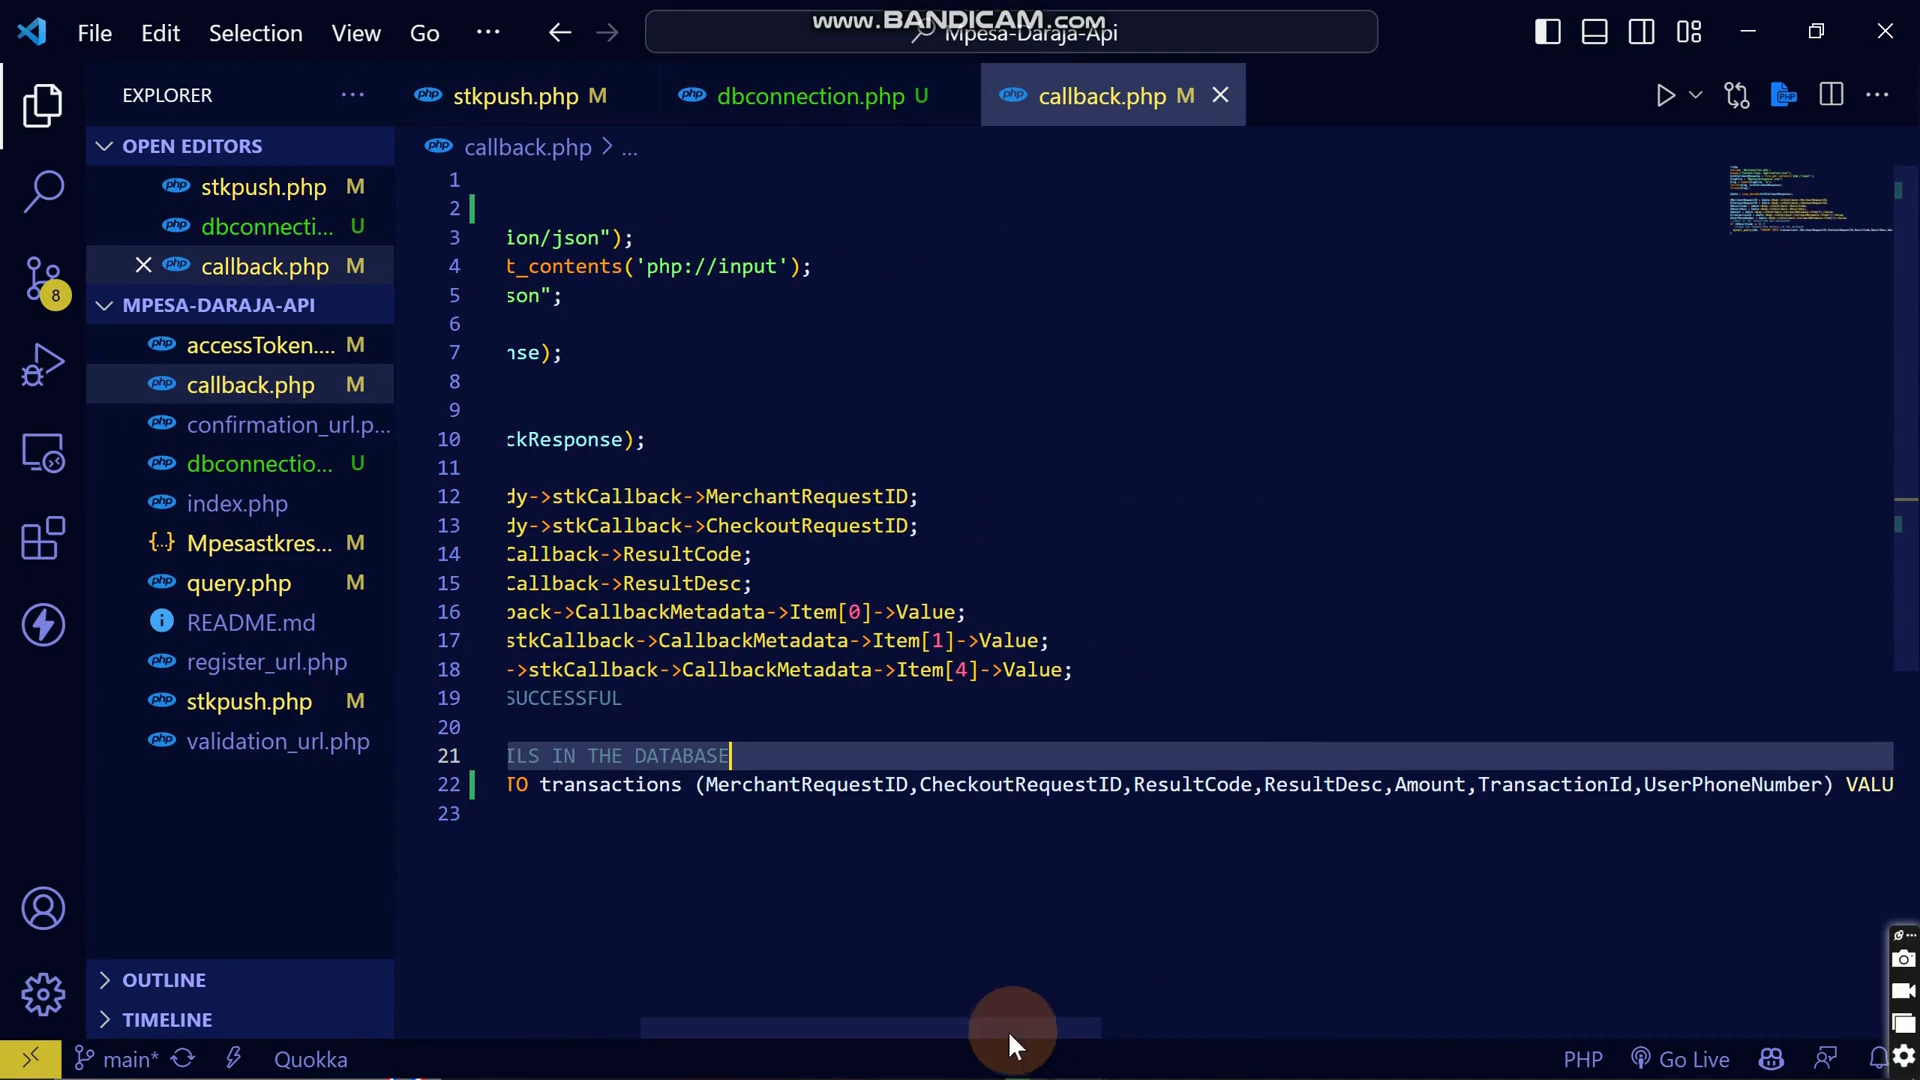 File Edit Selection View Go ... Mpesa-Daraja-Api
www.BANDICAM.com
EXPLORER
OPEN EDITORS
stkpush.php M
dbconnecti... U
callback.php M
MPESA-DARAJA-API
accessToken.... M
callback.php M
confirmation_url.p...
dbconnectio... U
index.php
{..} Mpesastkres... M
query.php M
README.md
register_url.php
stkpush.php M
validation_url.php
OUTLINE
TIMELINE
8
php stkpush.php M php dbconnection.php U php callback.php M
php callback.php > ...
1
2
3 ion/json");
4 t_contents('php://input');
5 son";
6
7 nse);
8
9
10 ckResponse);
11
12 dy->stkCallback->MerchantRequestID;
13 dy->stkCallback->CheckoutRequestID;
14 Callback->ResultCode;
15 Callback->ResultDesc;
16 back->CallbackMetadata->Item[0]->Value;
17 stkCallback->CallbackMetadata->Item[1]->Value;
18 ->stkCallback->CallbackMetadata->Item[4]->Value;
19 SUCCESSFUL
20
21 ILS IN THE DATABASE
22 TO transactions (MerchantRequestID,CheckoutRequestID,ResultCode,ResultDesc,Amount,TransactionId,UserPhoneNumber) VALU
23
main* Quokka PHP Go Live